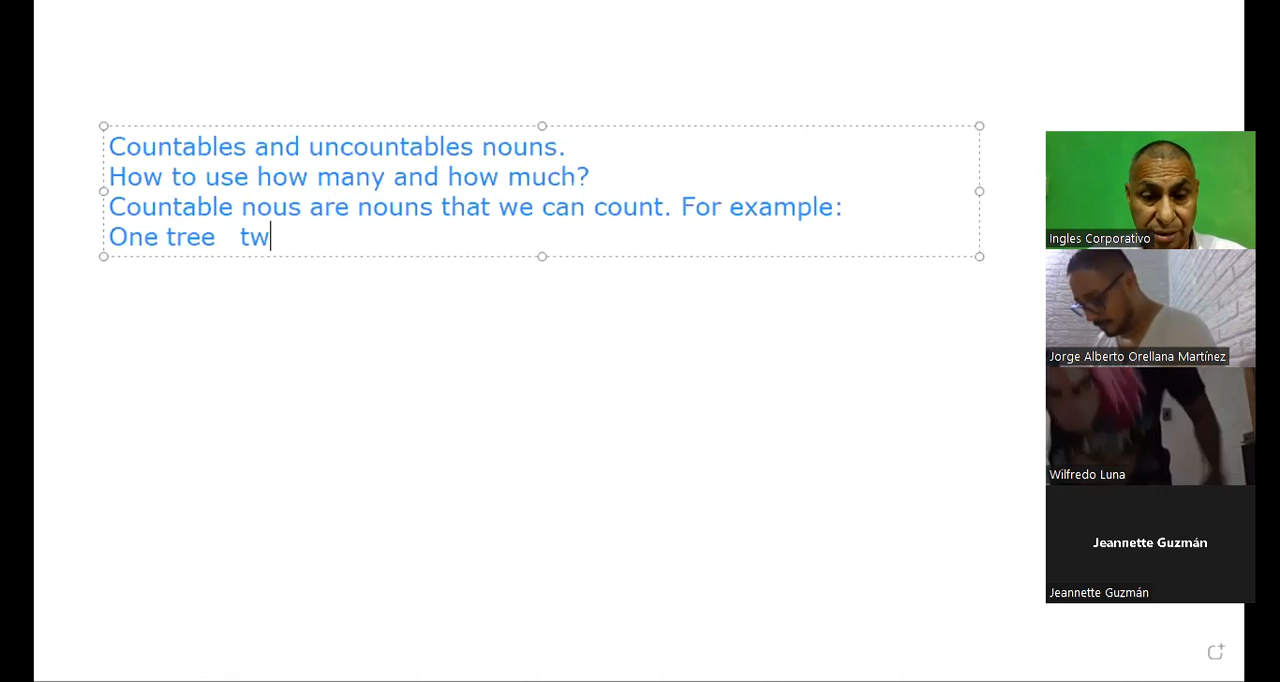 Countables and uncountables nouns.
How to use how many and how much?
Countable nous are nouns that we can count. For example:
One tree tw
Ingles Corporativo
Jorge Alberto Orellana Martínez
Wilfredo Luna
Jeannette Guzmán
Jeannette Guzmán